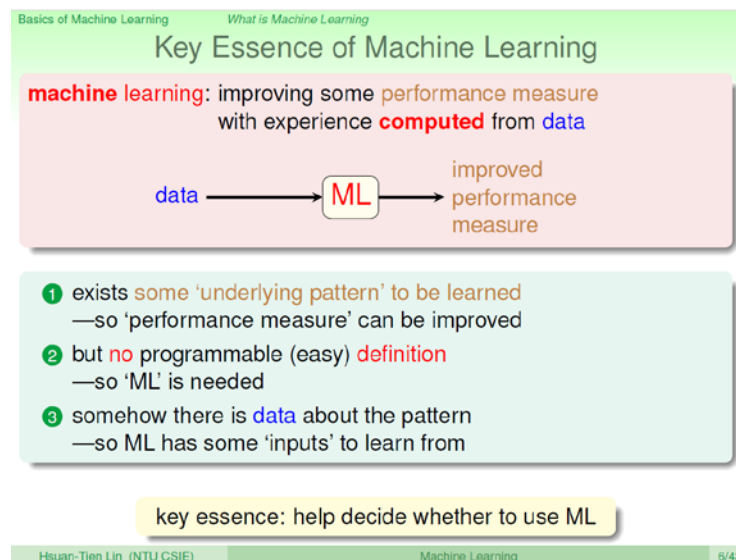 Basics of Machine Learning What is Machine Learning
Key Essence of Machine Learning
machine learning: improving some performance measure
with experience computed from data
data ML improved
performance
measure
1 exists some ‘underlying pattern’ to be learned
—so ‘performance measure’ can be improved
2 but no programmable (easy) definition
—so ‘ML’ is needed
3 somehow there is data about the pattern
—so ML has some ‘inputs’ to learn from
key essence: help decide whether to use ML
Hsuan-Tien Lin (NTU CSIE) Machine Learning